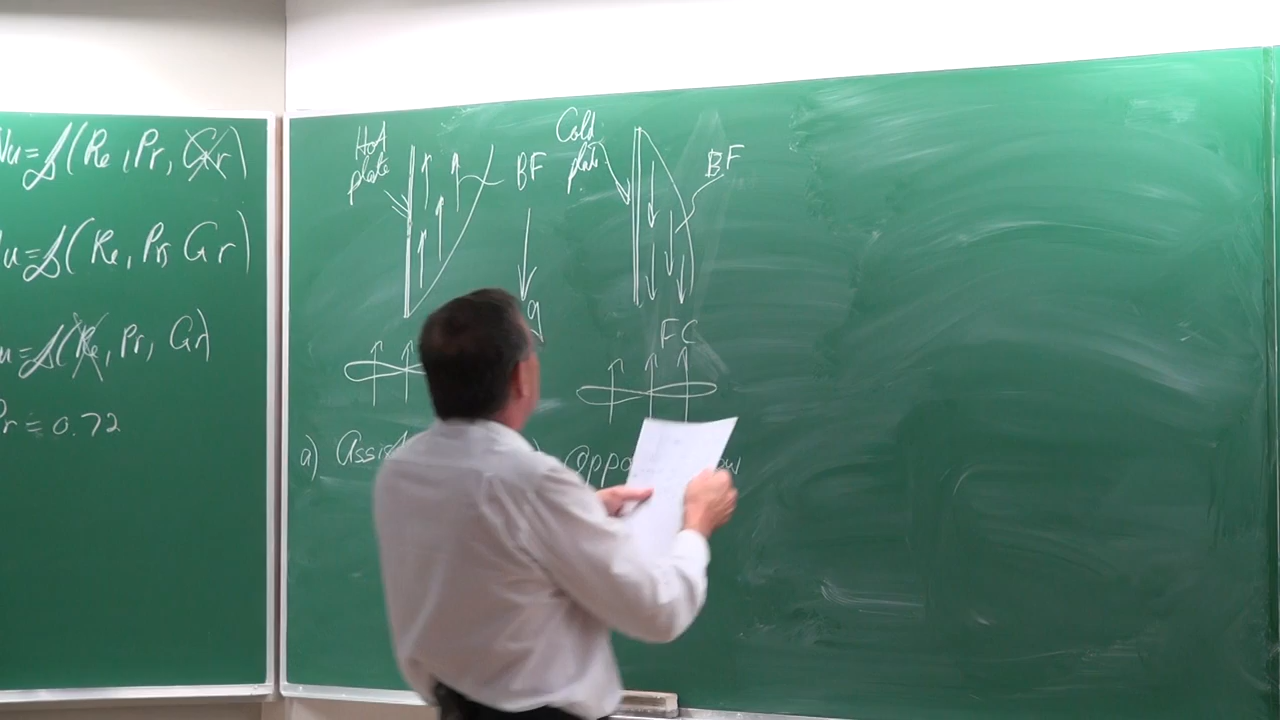 Nu=f(Re, Pr, Gr)
Nu=f(Re, Pr, Gr)
Nu=f(Re, Pr, Gr)
Pr=0.72
Hot
plate
BF
g
a)
Cold
plate
BF
FC